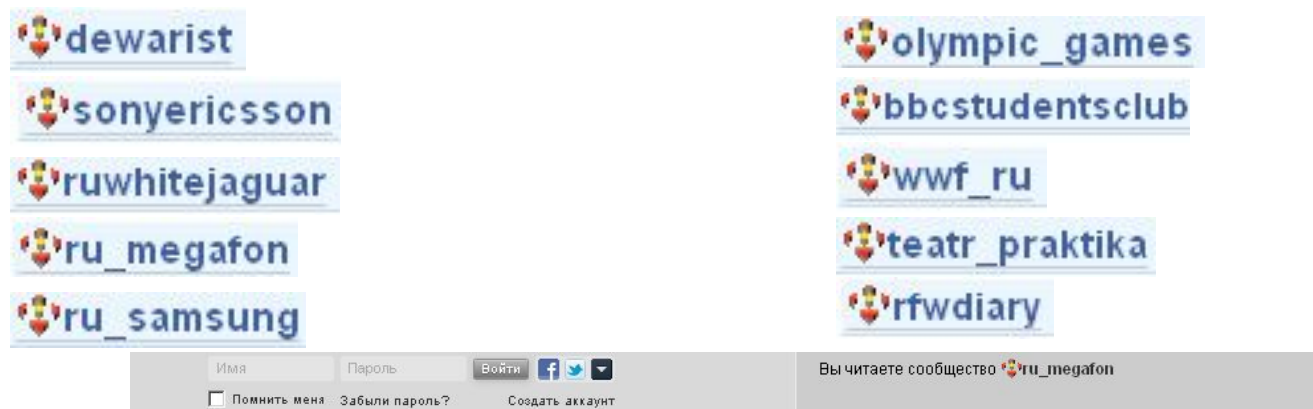 dewarist
sonyericsson
ruwhitejaguar
ru_megafon
ru_samsung
olympic_games
bbcstudentsclub
wwf_ru
teatr_praktika
rfwdiary
Имя Пароль Войти
Помнить меня Забыли пароль? Создать аккаунт
Вы читаете сообщество ru_megafon